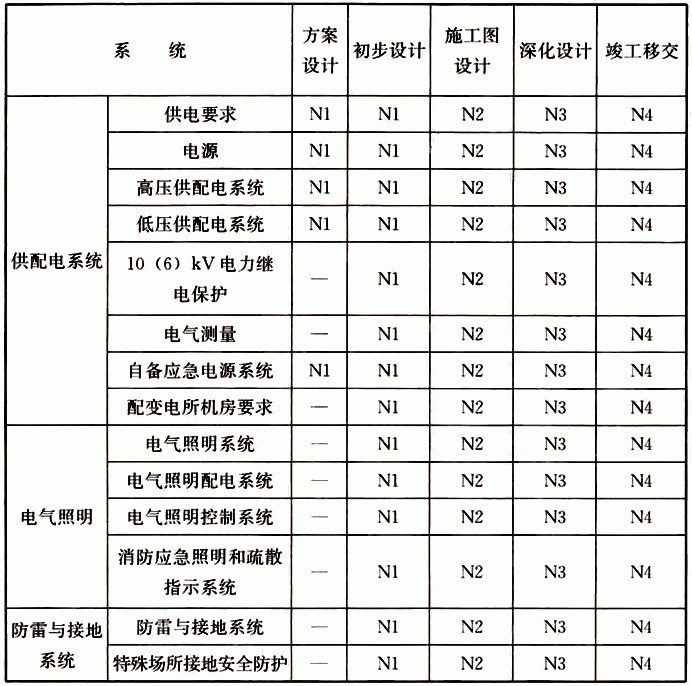 系 统 方案设计 初步设计 施工图设计 深化设计 竣工移交
供配电系统 供电要求 N1 N1 N2 N3 N4
电源 N1 N1 N2 N3 N4
高压供配电系统 N1 N1 N2 N3 N4
低压供配电系统 N1 N1 N2 N3 N4
10（6）kV电力继电保护 — N1 N2 N3 N4
电气测量 — N1 N2 N3 N4
自备应急电源系统 N1 N1 N2 N3 N4
配变电所机房要求 — N1 N2 N3 N4
电气照明 电气照明系统 — N1 N2 N3 N4
电气照明配电系统 — N1 N2 N3 N4
电气照明控制系统 — N1 N2 N3 N4
消防应急照明和疏散指示系统 — N1 N2 N3 N4
防雷与接地系统 防雷与接地系统 — N1 N2 N3 N4
特殊场所接地安全防护 — N1 N2 N3 N4